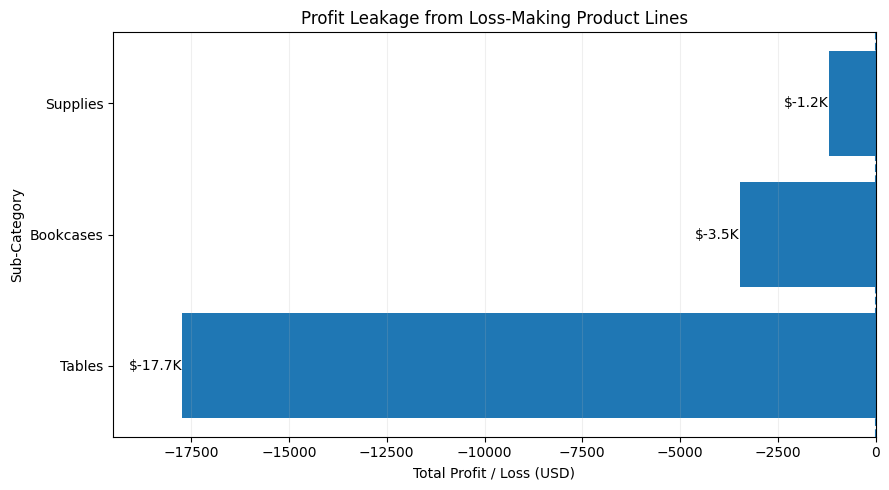 Profit Leakage from Loss-Making Product Lines
Sub-Category
Supplies
$-1.2K
Bookcases
$-3.5K
Tables
$-17.7K
−17500 −15000 −12500 −10000 −7500 −5000 −2500 0
Total Profit / Loss (USD)